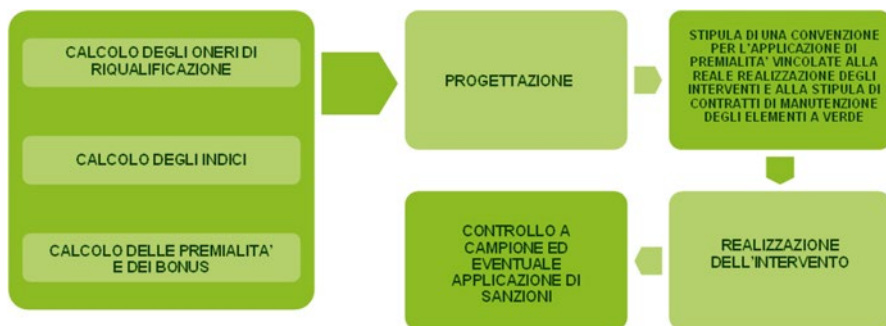 CALCOLO DEGLI ONERI DI
RIQUALIFICAZIONE
CALCOLO DEGLI INDICI
CALCOLO DELLE PREMIALITA'
E DEI BONUS
PROGETTAZIONE
STIPULA DI UNA CONVENZIONE
PER L'APPLICAZIONE DI
PREMIALITA' VINCOLATE ALLA
REALE REALIZZAZIONE DEGLI
INTERVENTI E ALLA STIPULA DI
CONTRATTI DI MANUTENZIONE
DEGLI ELEMENTI A VERDE
REALIZZAZIONE
DELL'INTERVENTO
CONTROLLO A
CAMPIONE ED
EVENTUALE
APPLICAZIONE DI
SANZIONI